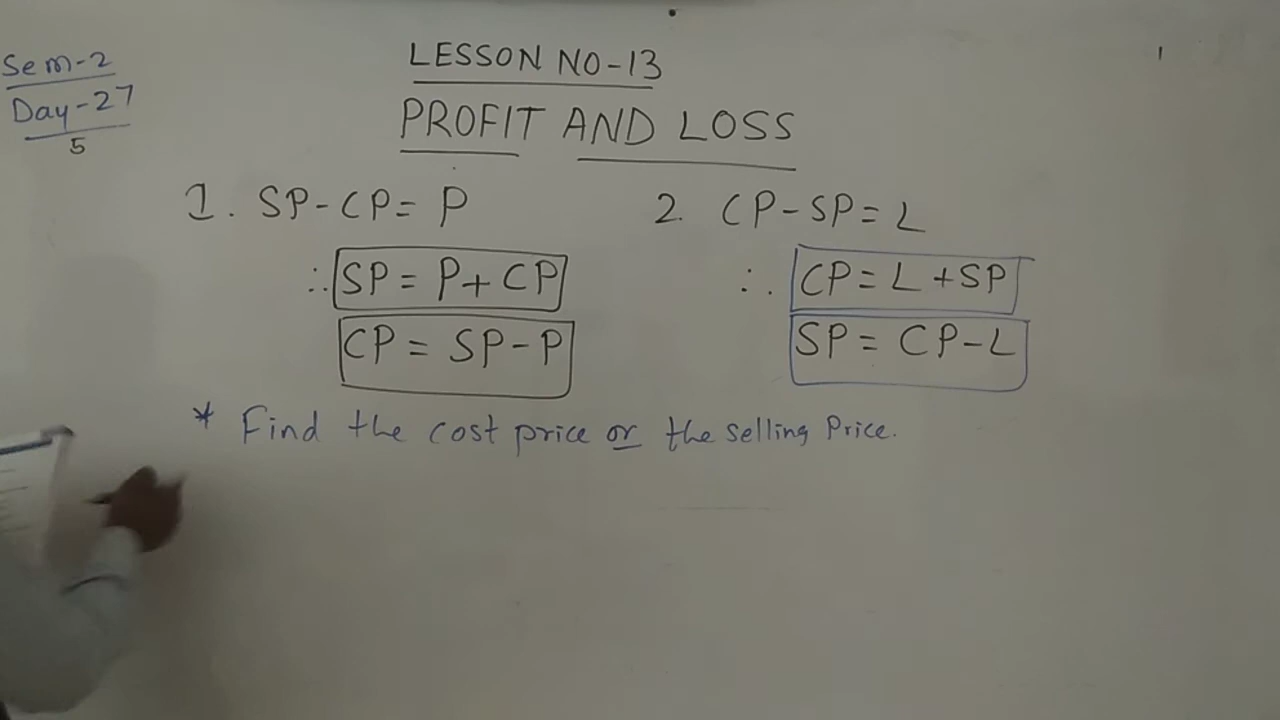 Sem-2
Day-27
5
LESSON NO-13
PROFIT AND LOSS
1. SP-CP= P
∴ SP = P+ CP
CP = SP-P
2. CP-SP=L
∴ CP= L+SP
SP= CP-L
* Find the cost price or the selling Price.